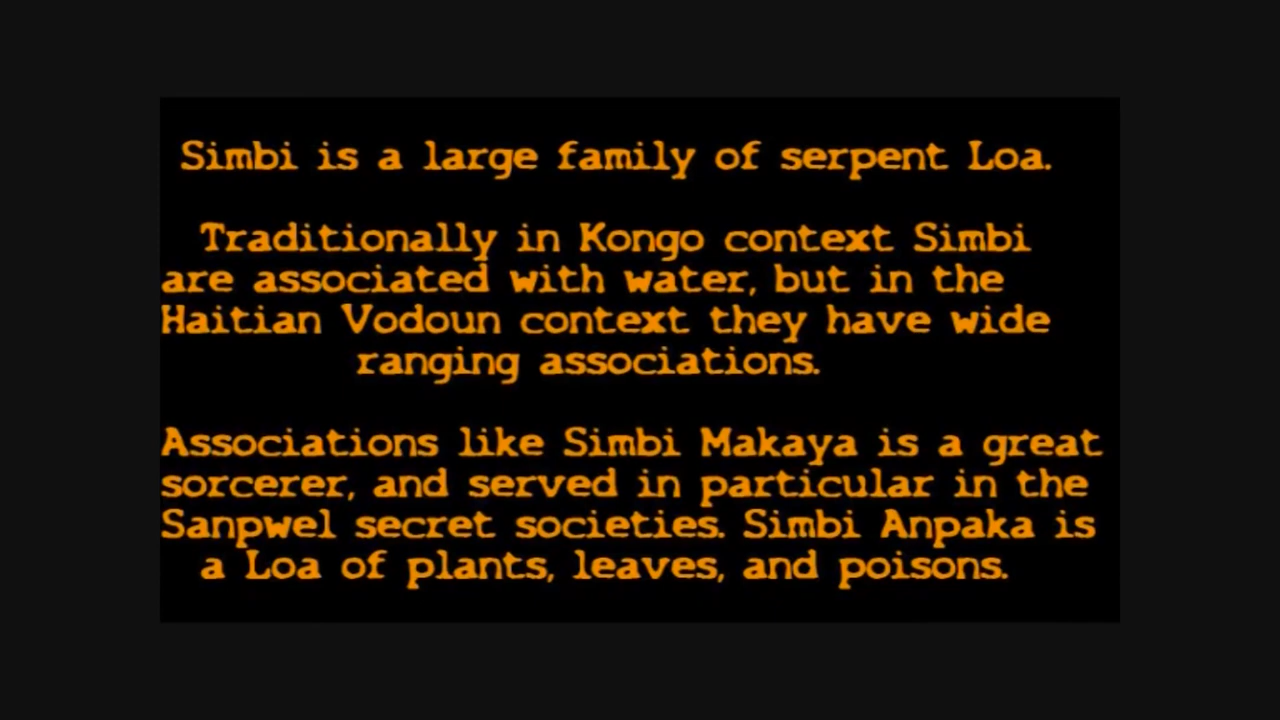 Simbi is a large family of serpent Loa.
Traditionally in Kongo context Simbi
are associated with water, but in the
Haitian Vodoun context they have wide
ranging associations.
Associations like Simbi Makaya is a great
sorcerer, and served in particular in the
Sanpwel secret societies. Simbi Anpaka is
a Loa of plants, leaves, and poisons.